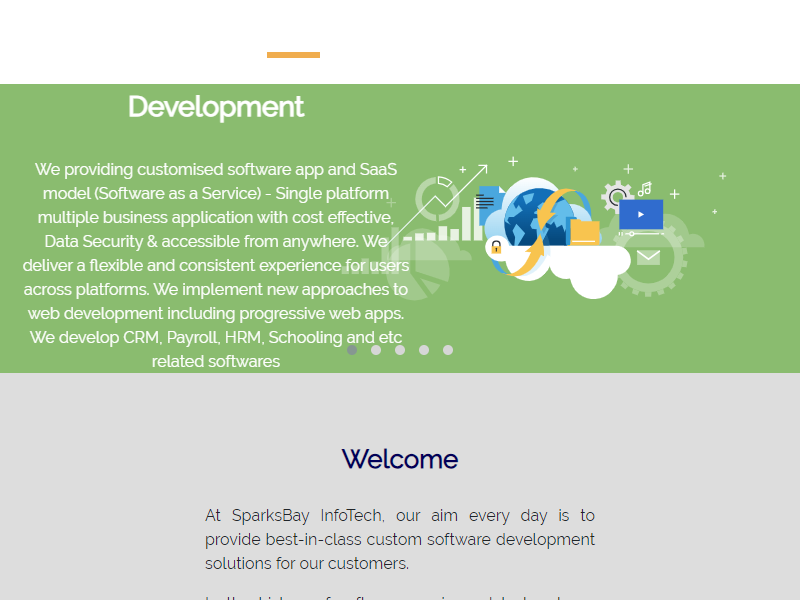 Development
We providing customised software app and SaaS
model (Software as a Service) - Single platform
multiple business application with cost effective,
Data Security & accessible from anywhere. We
deliver a flexible and consistent experience for users
across platforms. We implement new approaches to
web development including progressive web apps.
We develop CRM, Payroll, HRM, Schooling and etc
related softwares
Welcome
At SparksBay InfoTech, our aim every day is to
provide best-in-class custom software development
solutions for our customers.